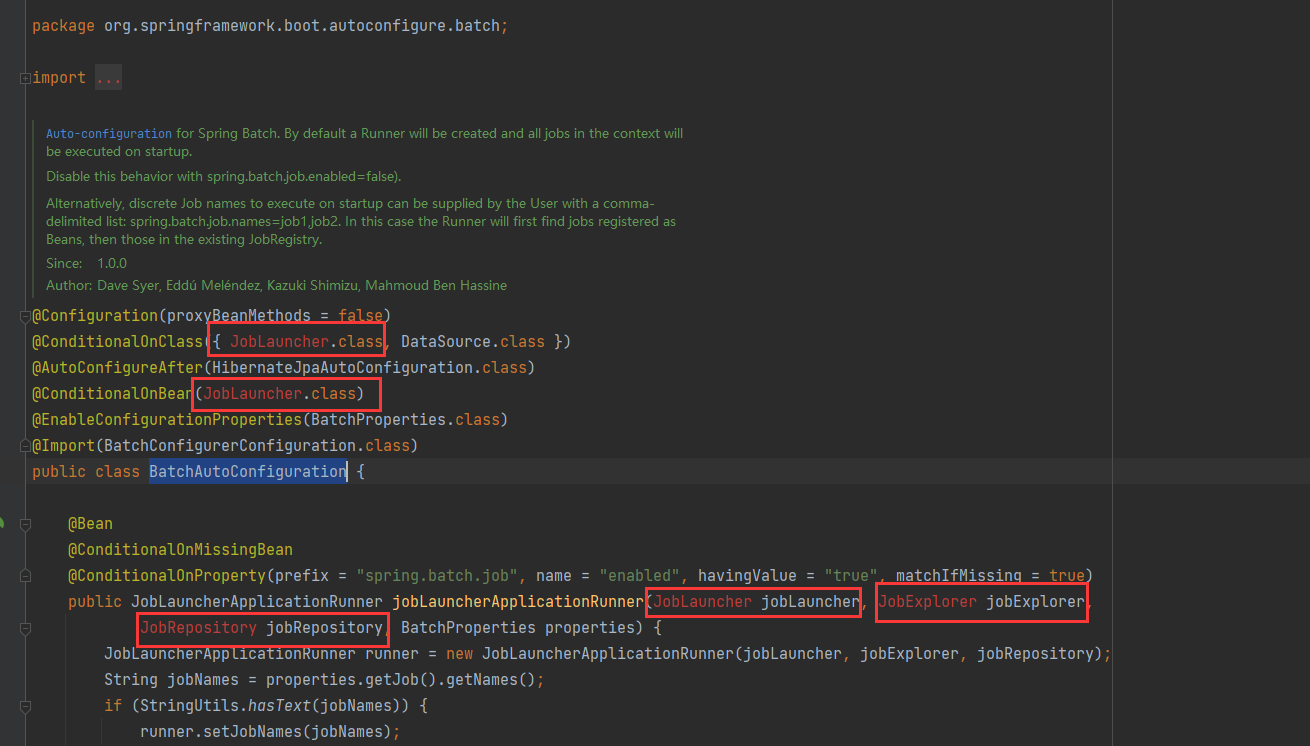 package org.springframework.boot.autoconfigure.batch;
import ...
Auto-configuration for Spring Batch. By default a Runner will be created and all jobs in the context will
be executed on startup.
Disable this behavior with spring.batch.job.enabled=false).
Alternatively, discrete Job names to execute on startup can be supplied by the User with a comma-
delimited list: spring.batch.job.names=job1,job2. In this case the Runner will first find jobs registered as
Beans, then those in the existing JobRegistry.
Since: 1.0.0
Author: Dave Syer, Eddú Meléndez, Kazuki Shimizu, Mahmoud Ben Hassine
@Configuration(proxyBeanMethods = false)
@ConditionalOnClass({ JobLauncher.class, DataSource.class })
@AutoConfigureAfter(HibernateJpaAutoConfiguration.class)
@ConditionalOnBean(JobLauncher.class)
@EnableConfigurationProperties(BatchProperties.class)
@Import(BatchConfigurerConfiguration.class)
public class BatchAutoConfiguration {
@Bean
@ConditionalOnMissingBean
@ConditionalOnProperty(prefix = "spring.batch.job", name = "enabled", havingValue = "true", matchIfMissing = true)
public JobLauncherApplicationRunner jobLauncherApplicationRunner(JobLauncher jobLauncher, JobExplorer jobExplorer,
JobRepository jobRepository, BatchProperties properties) {
JobLauncherApplicationRunner runner = new JobLauncherApplicationRunner(jobLauncher, jobExplorer, jobRepository);
String jobNames = properties.getJob().getNames();
if (StringUtils.hasText(jobNames)) {
runner.setJobNames(jobNames);